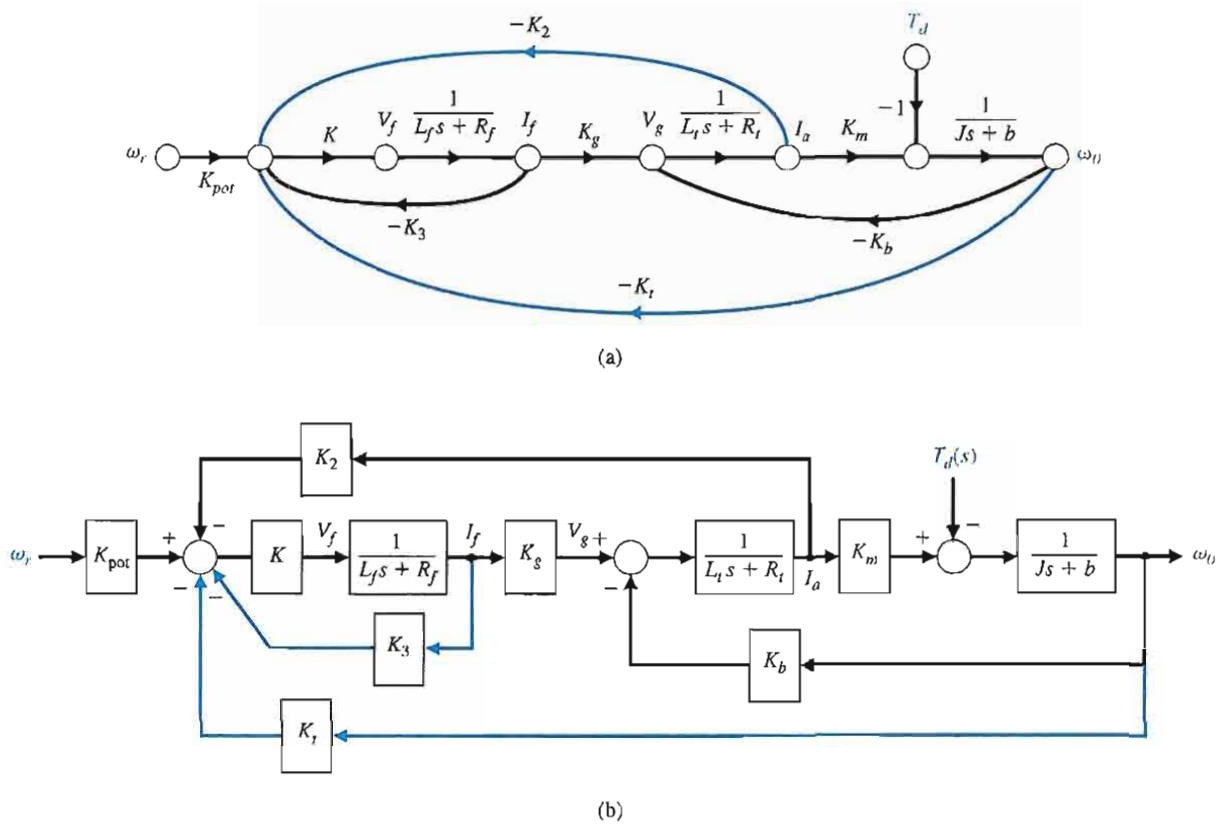 T_d
−K_2
−1
ω_r
K_pot
K
V_f
1/(L_f s + R_f)
I_f
K_g
V_g
1/(L_t s + R_t)
I_a
K_m
1/(Js + b)
ω_0
−K_3
−K_b
−K_t
(a)
K_2
T_d(s)
ω_r
K_pot
+
−
−
−
K
V_f
1/(L_f s + R_f)
I_f
K_g
V_g
+
−
1/(L_t s + R_t)
I_a
K_m
+
−
1/(Js + b)
ω_0
K_3
K_b
K_t
(b)